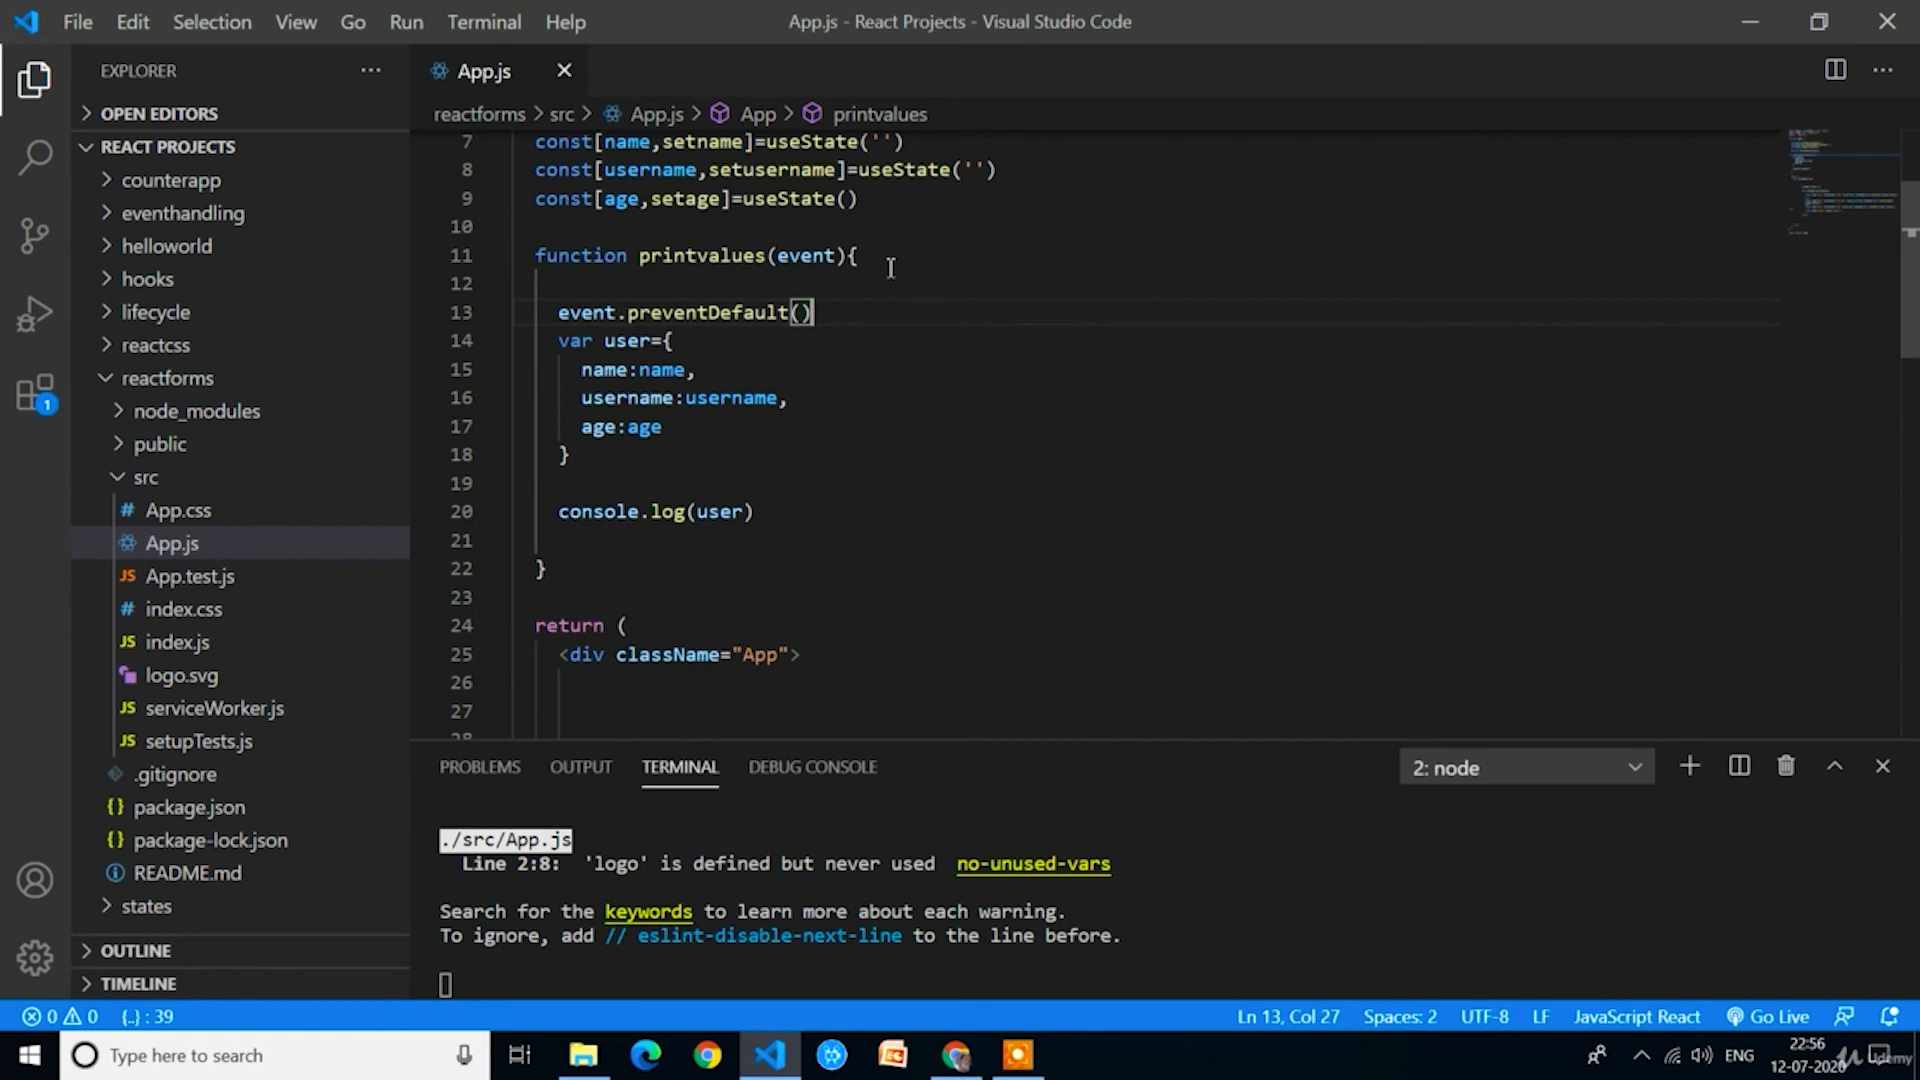 File Edit Selection View Go Run Terminal Help App.js - React Projects - Visual Studio Code
EXPLORER
OPEN EDITORS
REACT PROJECTS
counterapp
eventhandling
helloworld
hooks
lifecycle
reactcss
reactforms
node_modules
public
src
App.css
App.js
App.test.js
index.css
index.js
logo.svg
serviceWorker.js
setupTests.js
.gitignore
package.json
package-lock.json
README.md
states
OUTLINE
TIMELINE
1
App.js
reactforms > src > App.js > App > printvalues
7 const[name,setname]=useState('')
8 const[username,setusername]=useState('')
9 const[age,setage]=useState()
10
11 function printvalues(event){
12
13 event.preventDefault()
14 var user={
15 name:name,
16 username:username,
17 age:age
18 }
19
20 console.log(user)
21
22 }
23
24 return (
25 <div className="App">
26
27
28
PROBLEMS OUTPUT TERMINAL DEBUG CONSOLE 2: node
./src/App.js
Line 2:8: 'logo' is defined but never used no-unused-vars
Search for the keywords to learn more about each warning.
To ignore, add // eslint-disable-next-line to the line before.
0 0 {..} : 39 Ln 13, Col 27 Spaces: 2 UTF-8 LF JavaScript React Go Live
Type here to search ENG 22:56
12-07-2020 Udemy